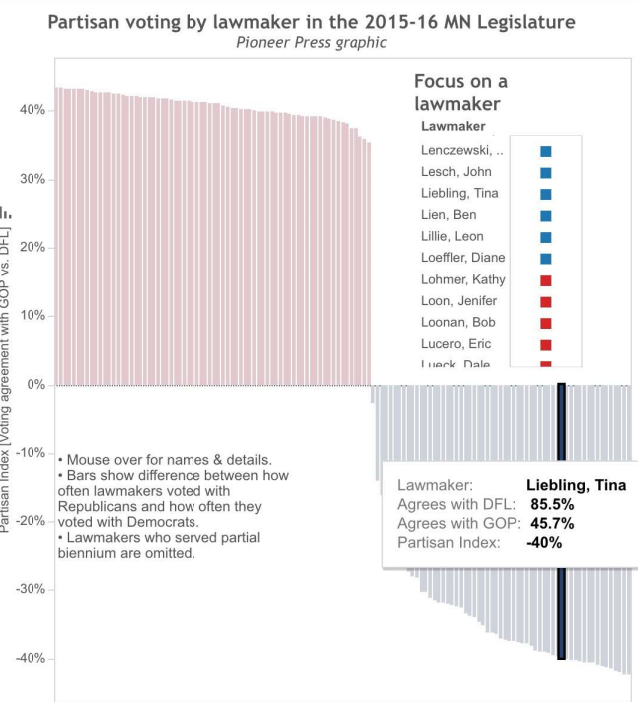 Partisan voting by lawmaker in the 2015-16 MN Legislature
Pioneer Press graphic
Focus on a
lawmaker
Lawmaker
Lenczewski, ..
Lesch, John
Liebling, Tina
Lien, Ben
Lillie, Leon
Loeffler, Diane
Lohmer, Kathy
Loon, Jenifer
Loonan, Bob
Lucero, Eric
Lueck, Dale
Partisan Index [Voting agreement with GOP vs. DFL]
40%
30%
20%
10%
0%
-10%
-20%
-30%
-40%
• Mouse over for names & details.
• Bars show difference between how
often lawmakers voted with
Republicans and how often they
voted with Democrats.
• Lawmakers who served partial
biennium are omitted.
Lawmaker: Liebling, Tina
Agrees with DFL: 85.5%
Agrees with GOP: 45.7%
Partisan Index: -40%